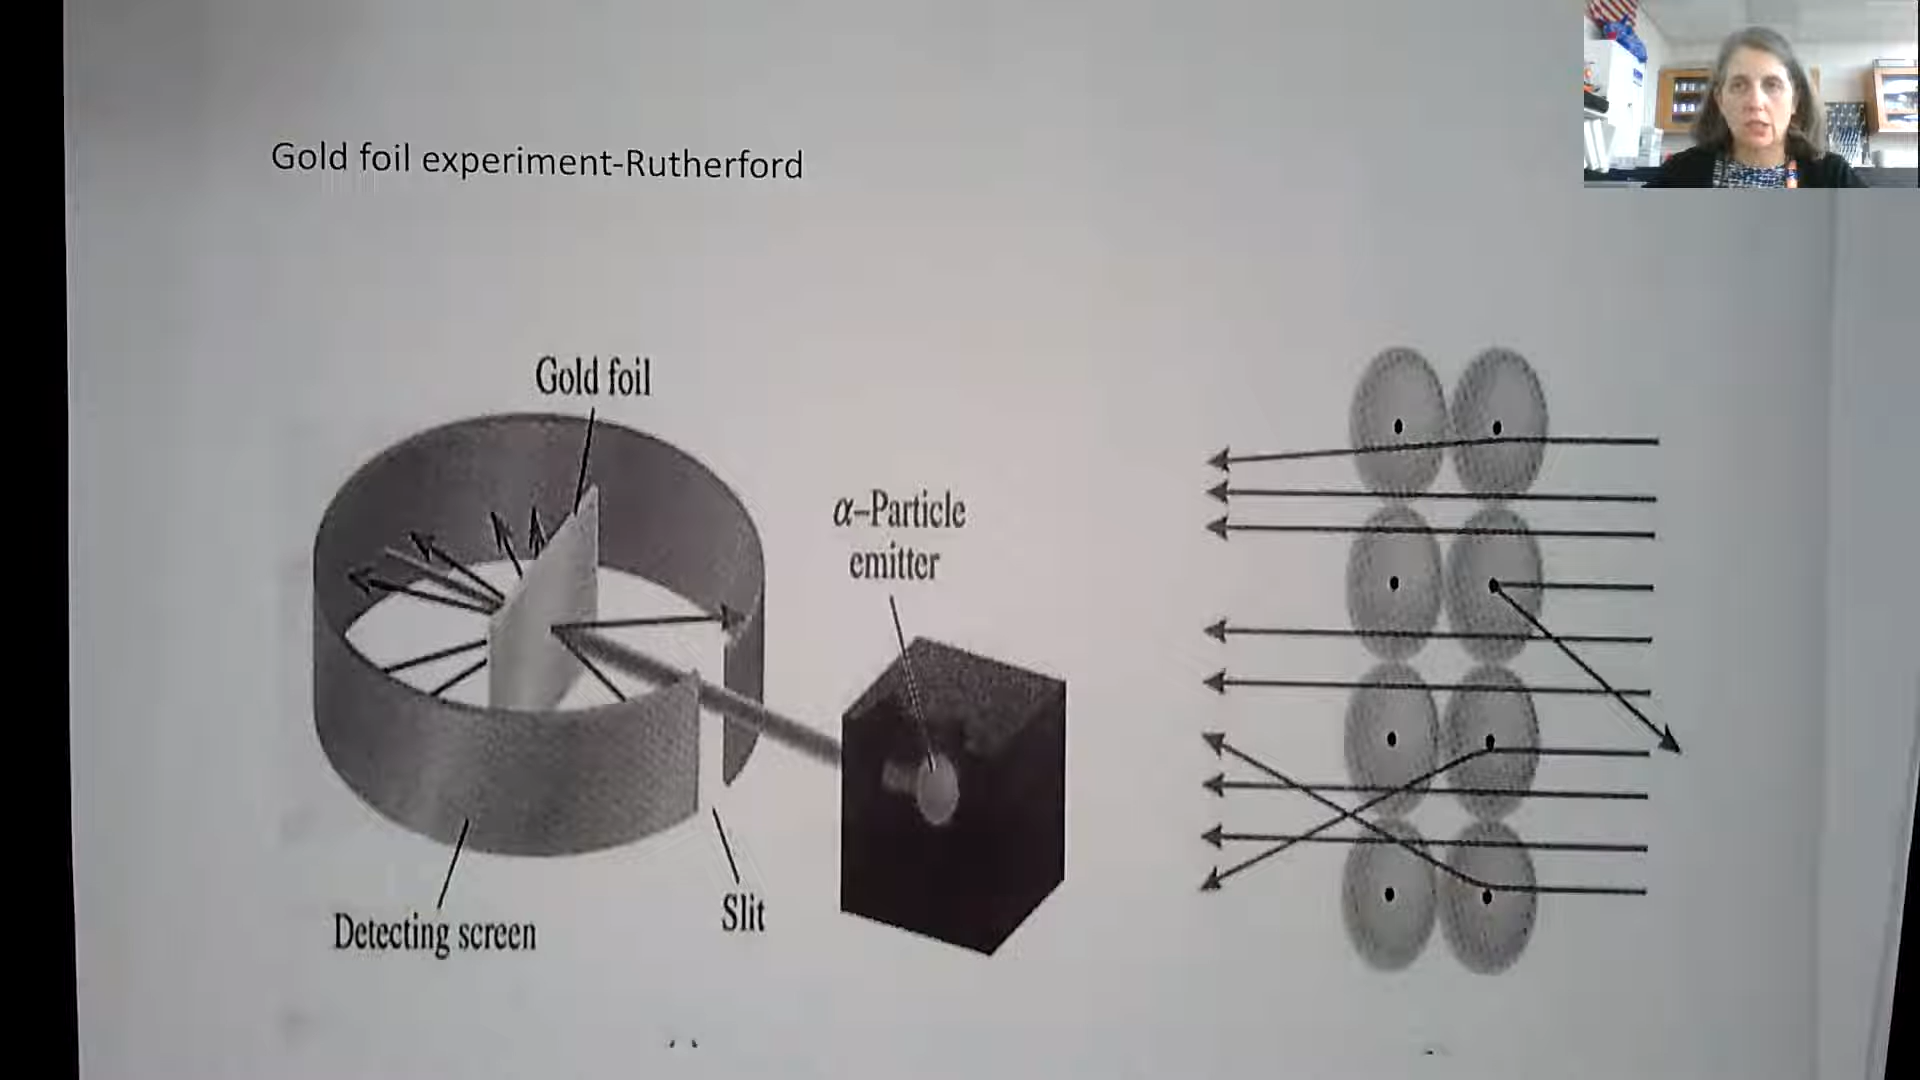 Gold foil experiment-Rutherford
Gold foil
α–Particle
emitter
Slit
Detecting screen